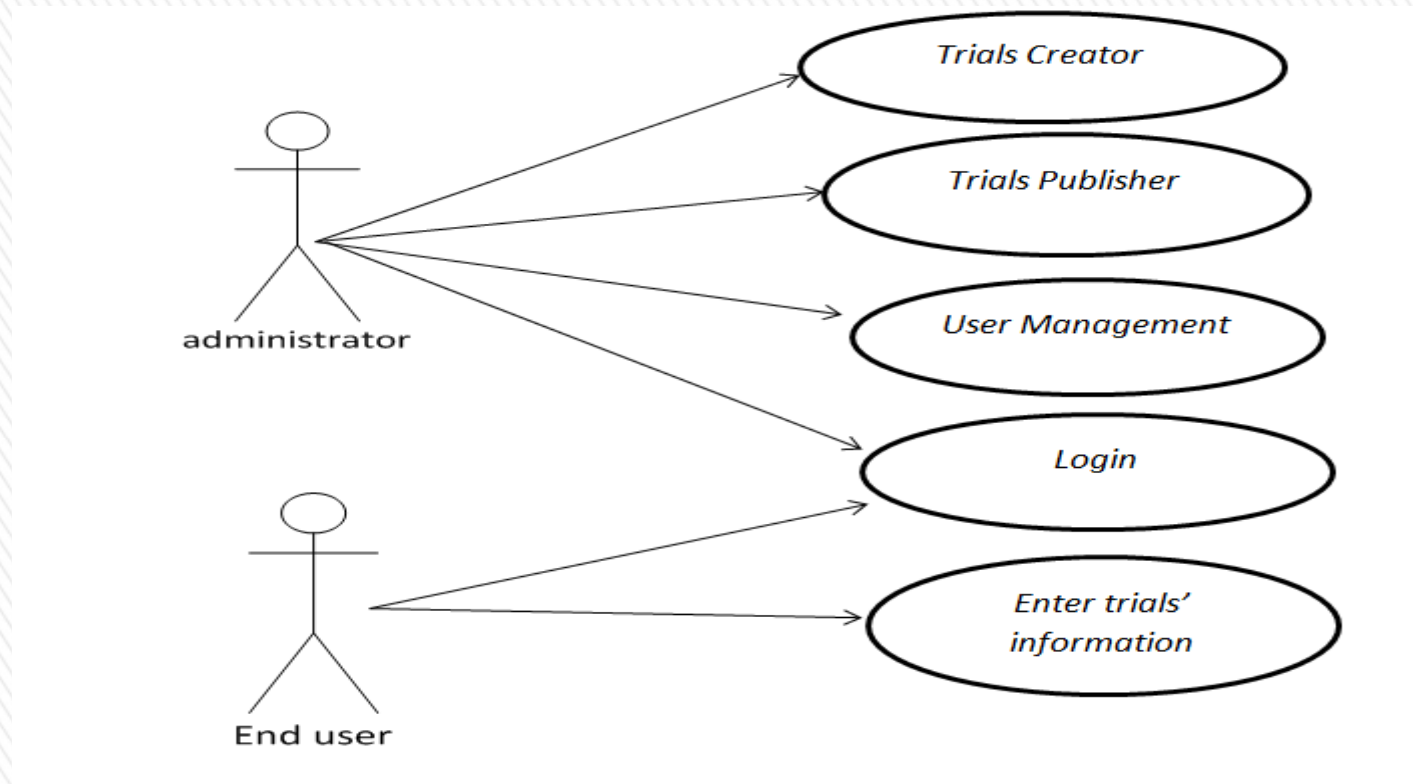 Trials Creator
Trials Publisher
User Management
administrator
Login
Enter trials’
information
End user